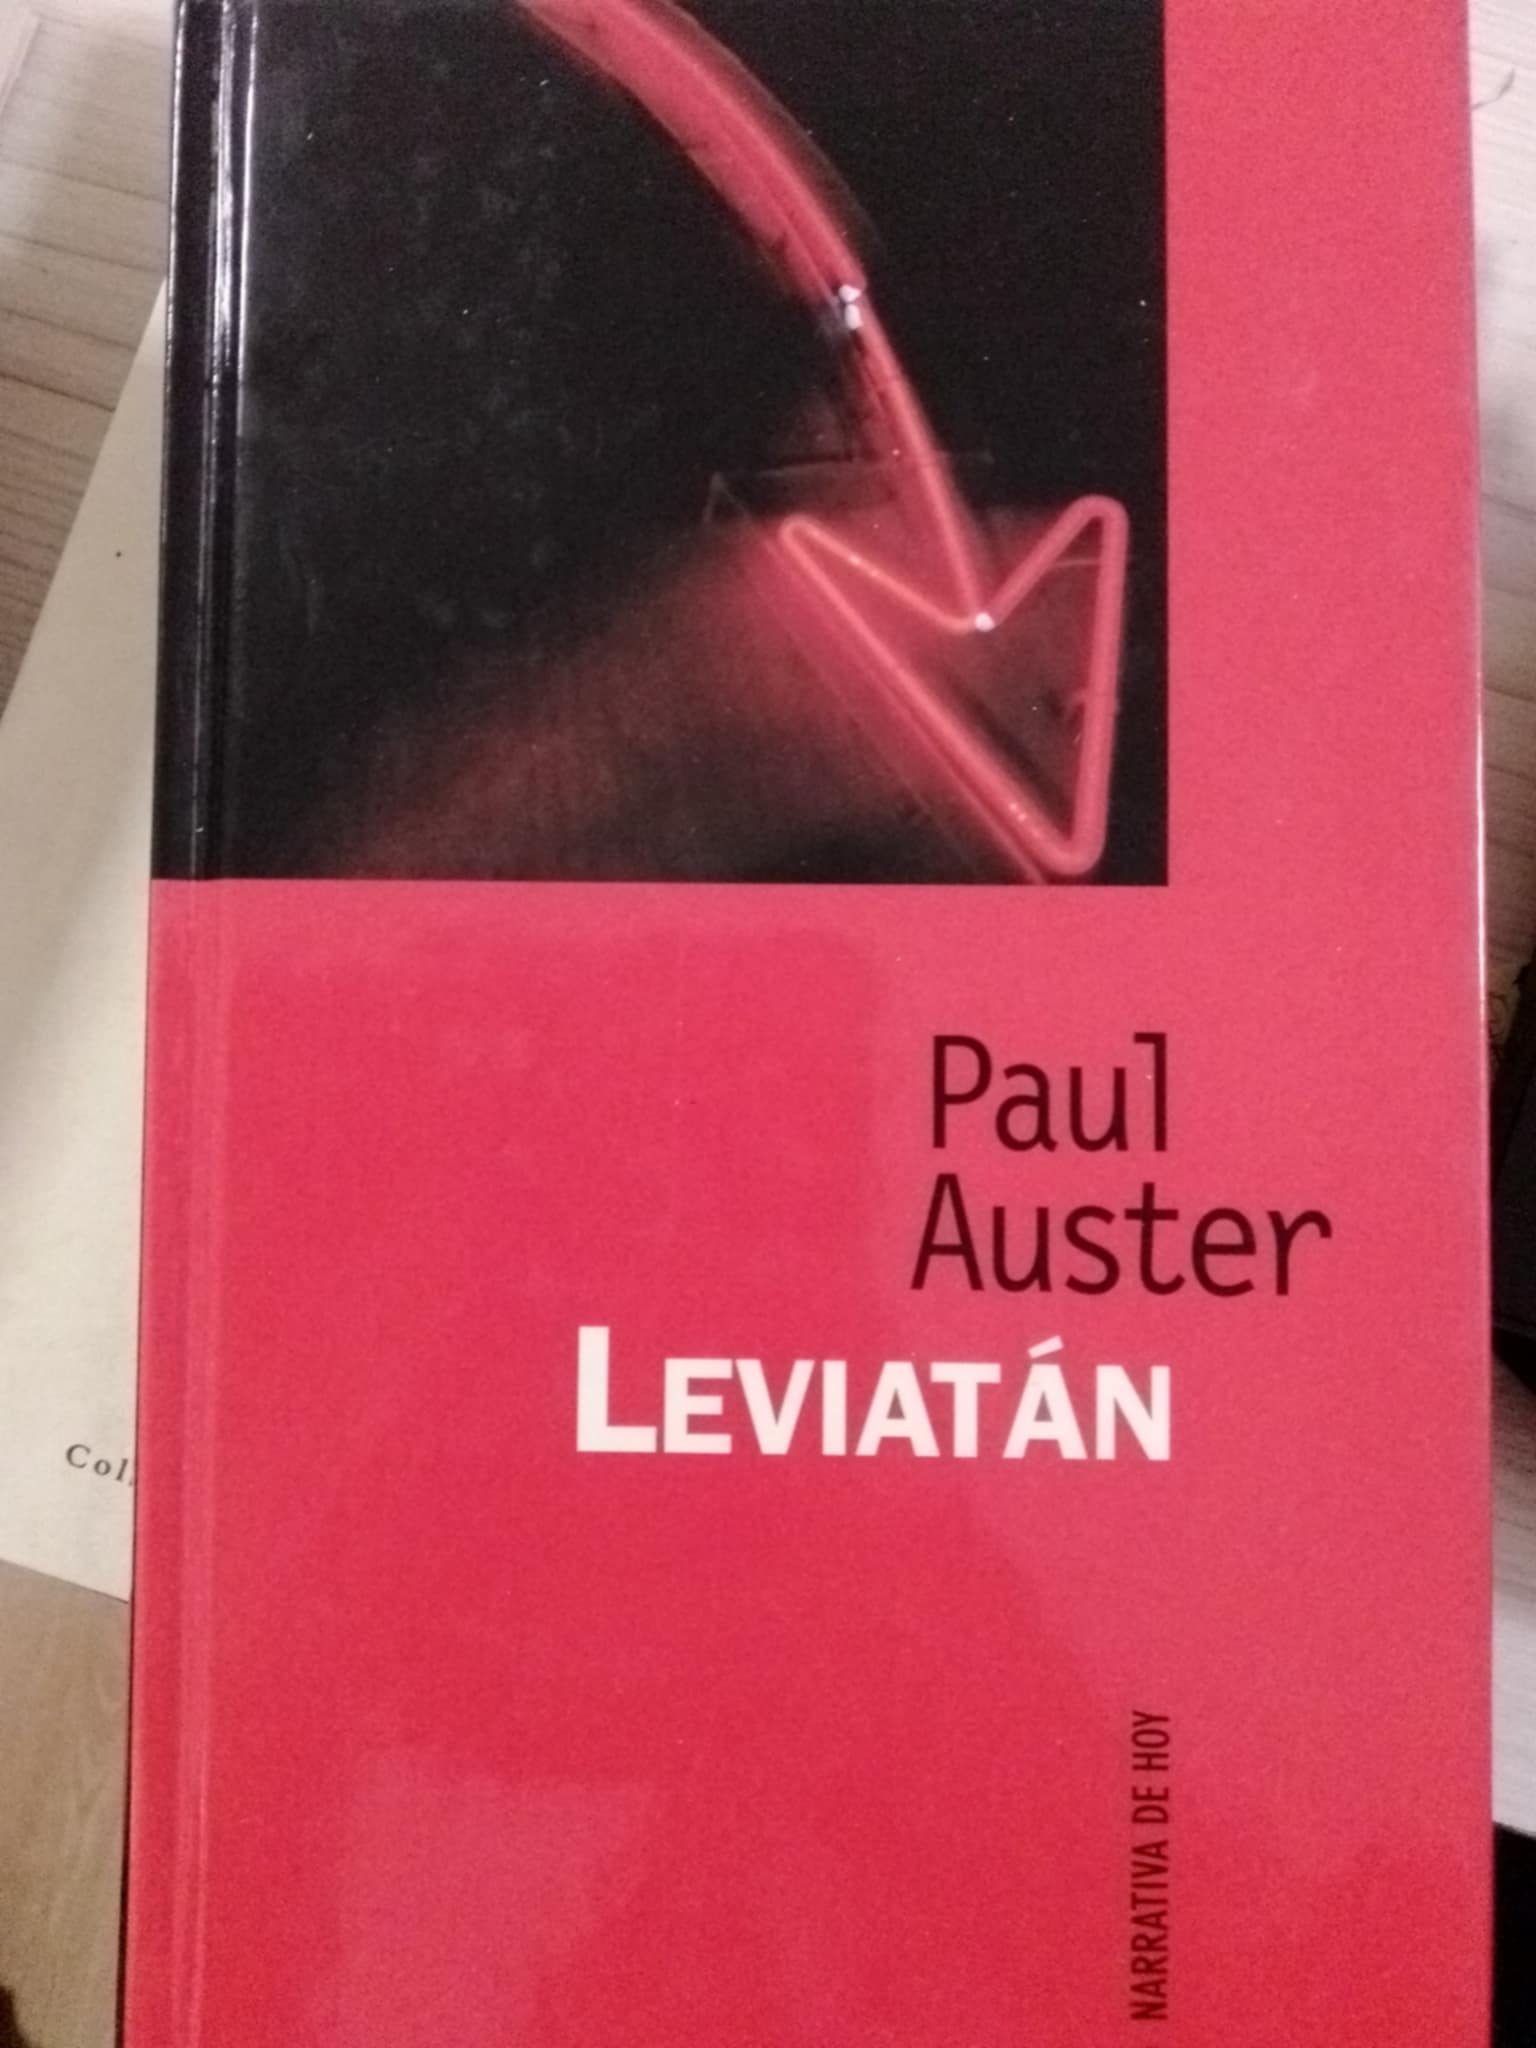 Paul
Auster
LEVIATÁN
NARRATIVA DE HOY